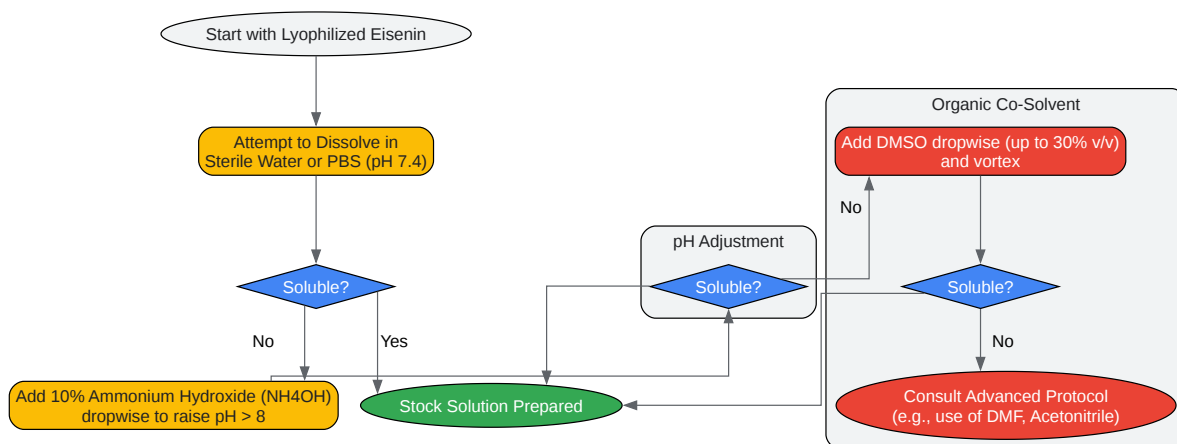 Start with Lyophilized Eisenin
Attempt to Dissolve in
Sterile Water or PBS (pH 7.4)
Soluble?
No
Yes
Add 10% Ammonium Hydroxide (NH4OH)
dropwise to raise pH > 8
Stock Solution Prepared
pH Adjustment
Soluble?
No
Organic Co-Solvent
Add DMSO dropwise (up to 30% v/v)
and vortex
Soluble?
No
Consult Advanced Protocol
(e.g., use of DMF, Acetonitrile)